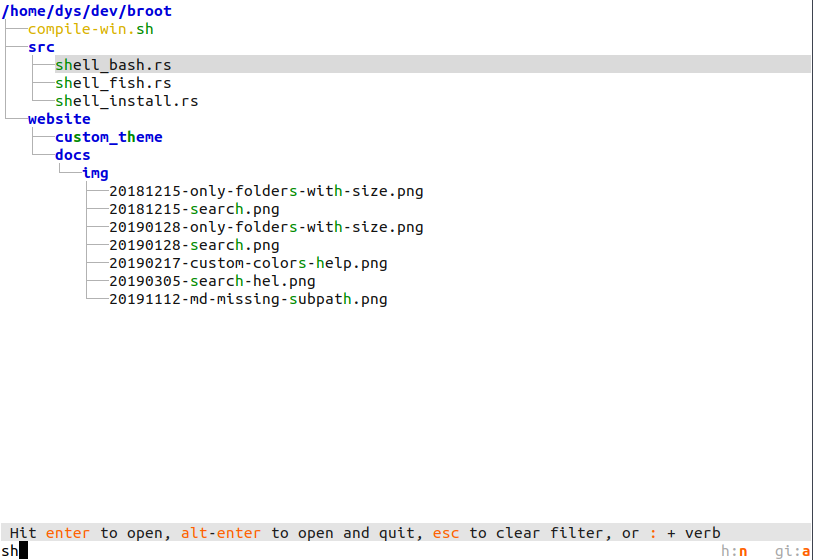 /home/dys/dev/broot
compile-win.sh
src
shell_bash.rs
shell_fish.rs
shell_install.rs
website
custom_theme
docs
img
20181215-only-folders-with-size.png
20181215-search.png
20190128-only-folders-with-size.png
20190128-search.png
20190217-custom-colors-help.png
20190305-search-hel.png
20191112-md-missing-subpath.png
Hit enter to open, alt-enter to open and quit, esc to clear filter, or : + verb
sh h:n gi:a